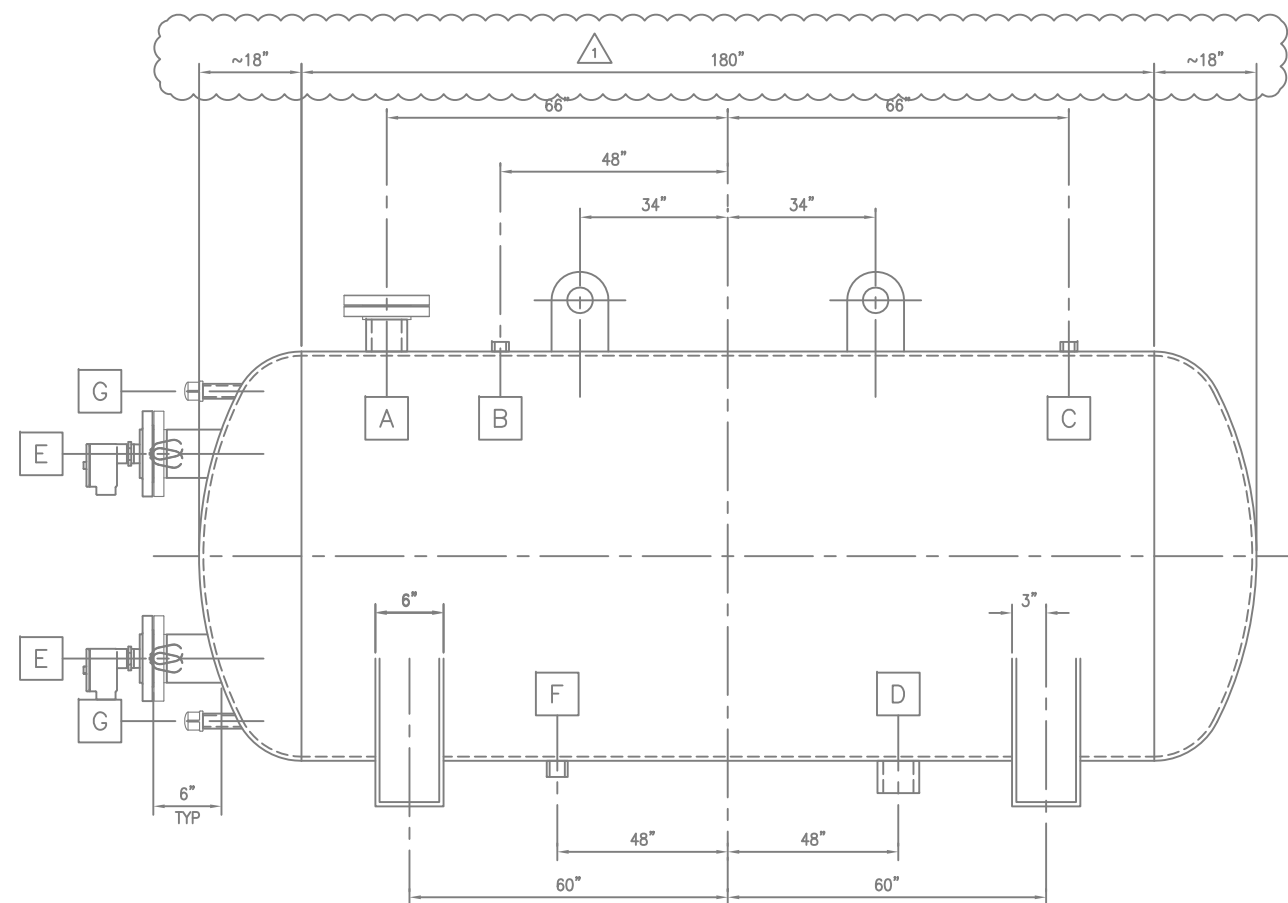 ~18” 180” ~18”
1
66” 66”
48”
34” 34”
G
A B C
E
6” 3”
E
F D
G
6”
TYP
48” 48”
60” 60”